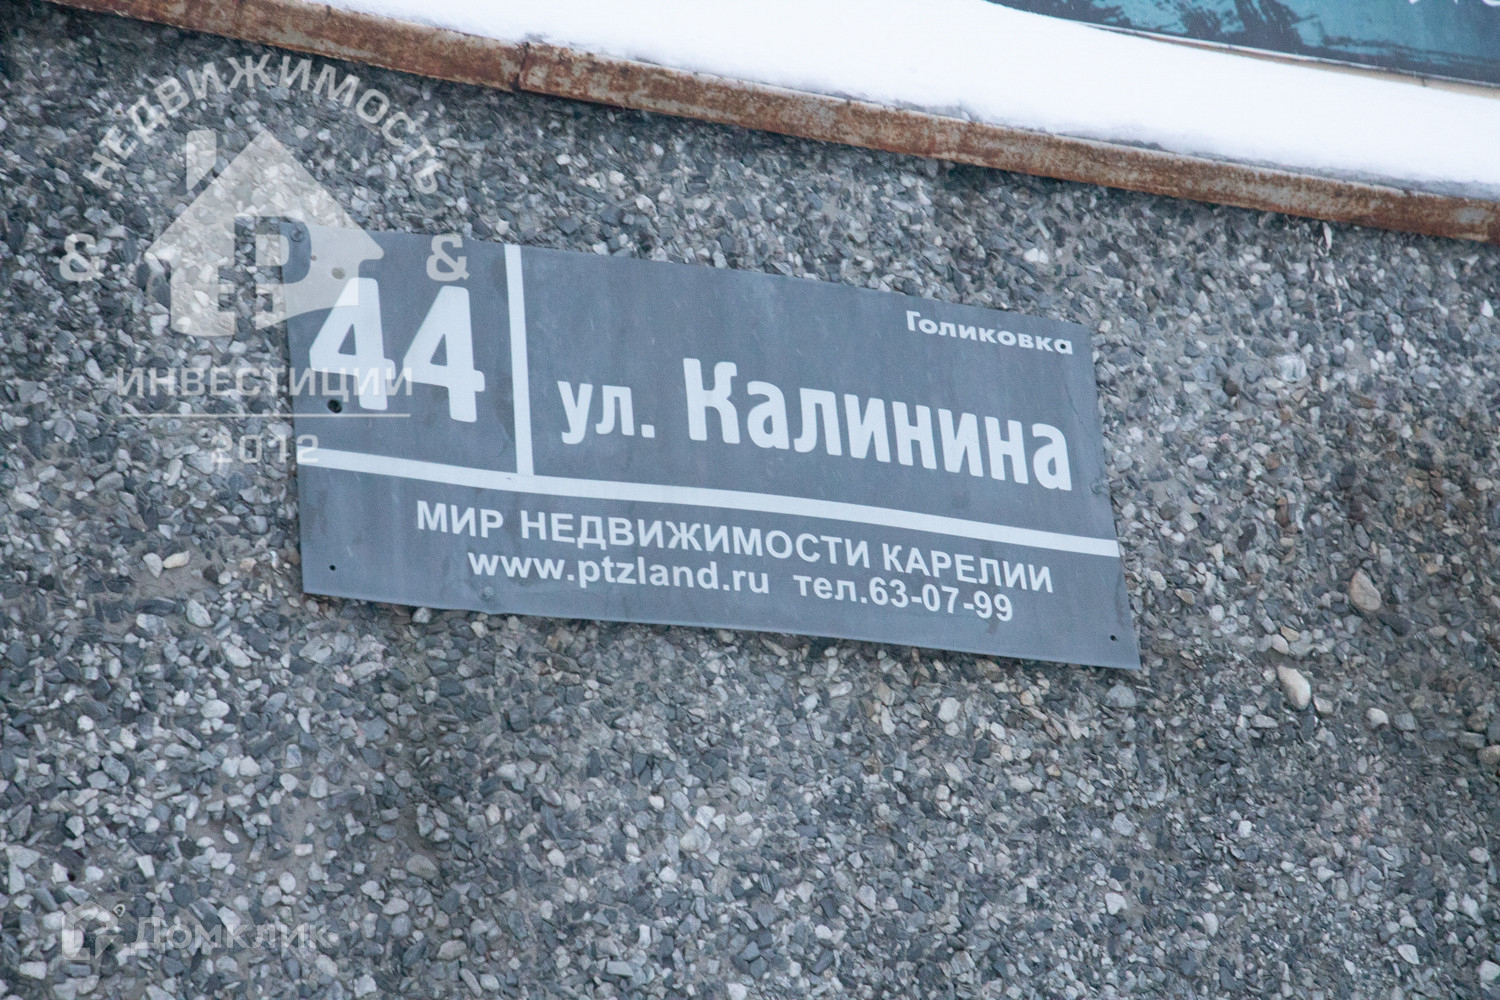 НЕДВИЖИМОСТЬ
& &
ИНВЕСТИЦИИ
2012
Голиковка
44 ул. Калинина
МИР НЕДВИЖИМОСТИ КАРЕЛИИ
www.ptzland.ru тел.63-07-99
Домклик